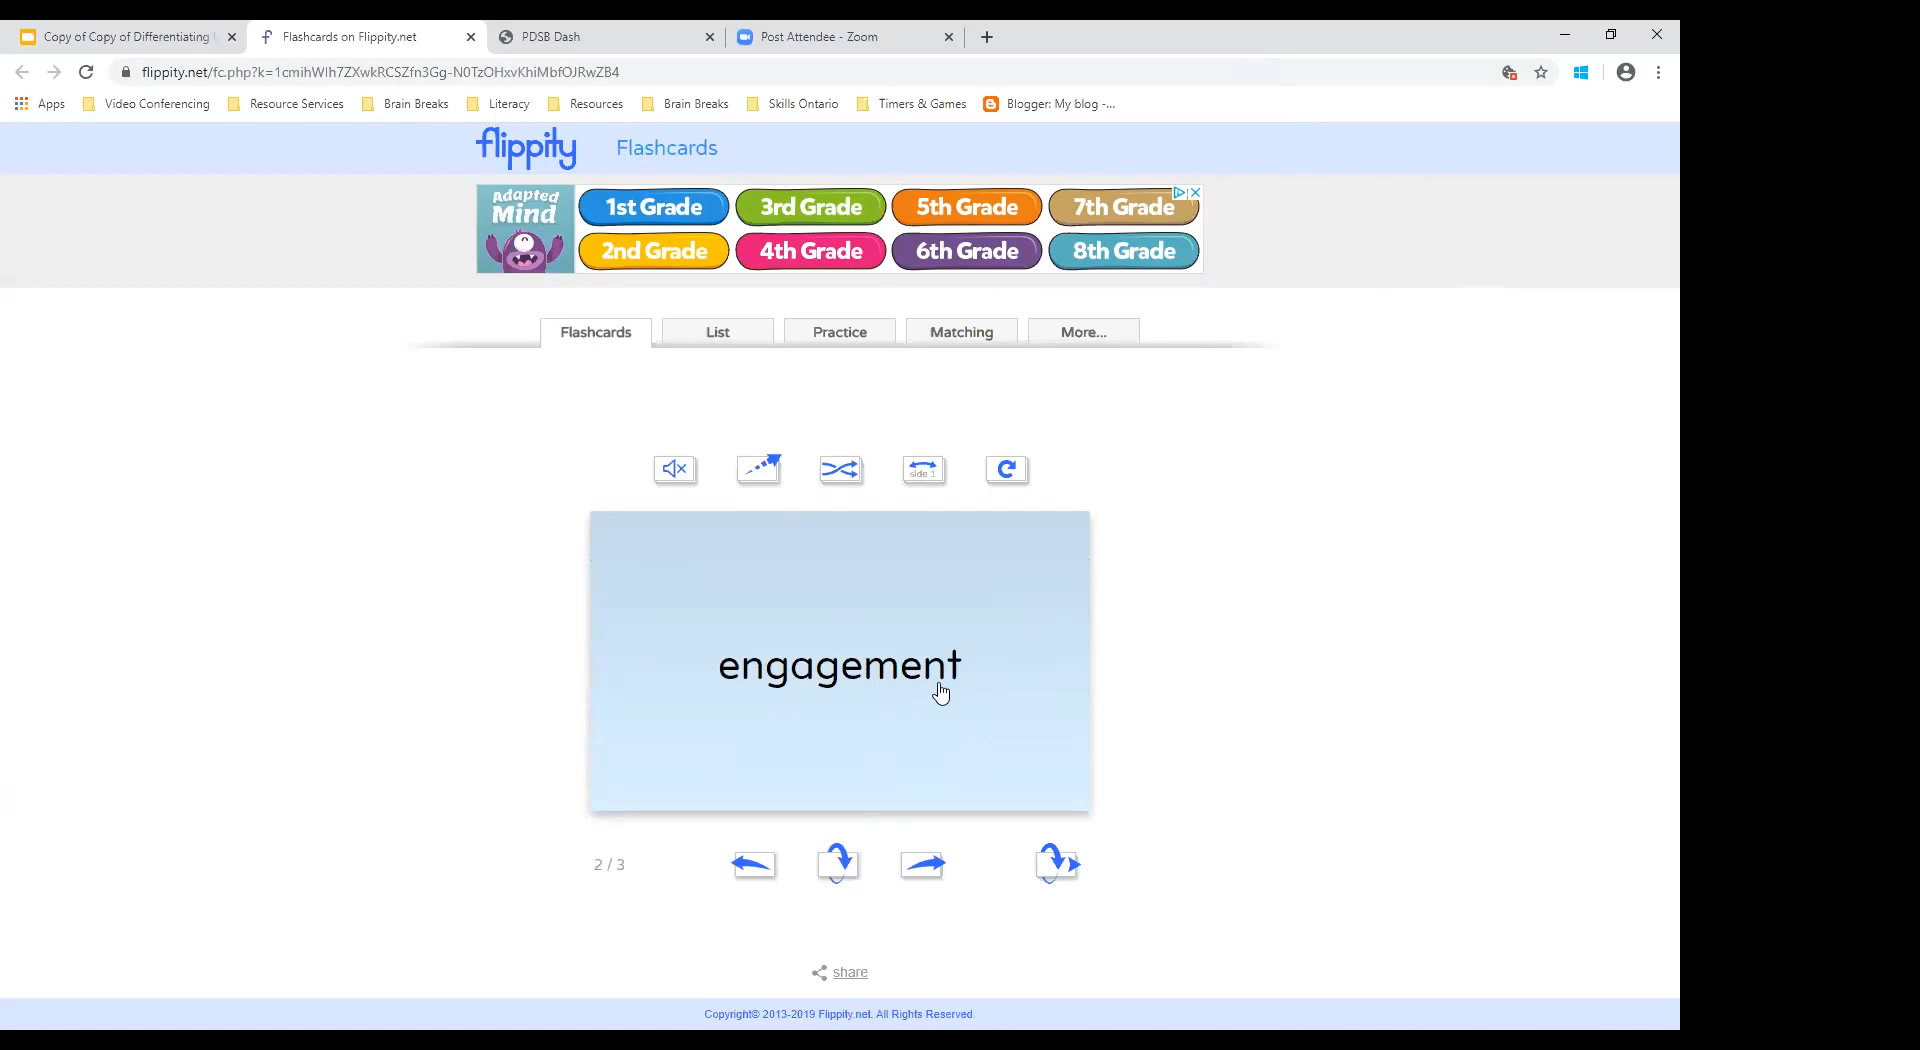 Copy of Copy of Differentiating
Flashcards on Flippity.net
PDSB Dash
Post Attendee - Zoom
flippity.net/fc.php?k=1cmihWIh7ZXwkRCSZfn3Gg-N0TzOHxvKhiMbfOJRwZB4
Apps
Video Conferencing
Resource Services
Brain Breaks
Literacy
Resources
Brain Breaks
Skills Ontario
Timers & Games
Blogger: My blog -...
flippity
Flashcards
Adapted
Mind
1st Grade
3rd Grade
5th Grade
7th Grade
2nd Grade
4th Grade
6th Grade
8th Grade
Flashcards
List
Practice
Matching
More...
side 1
engagement
2 / 3
share
Copyright© 2013-2019 Flippity.net. All Rights Reserved.